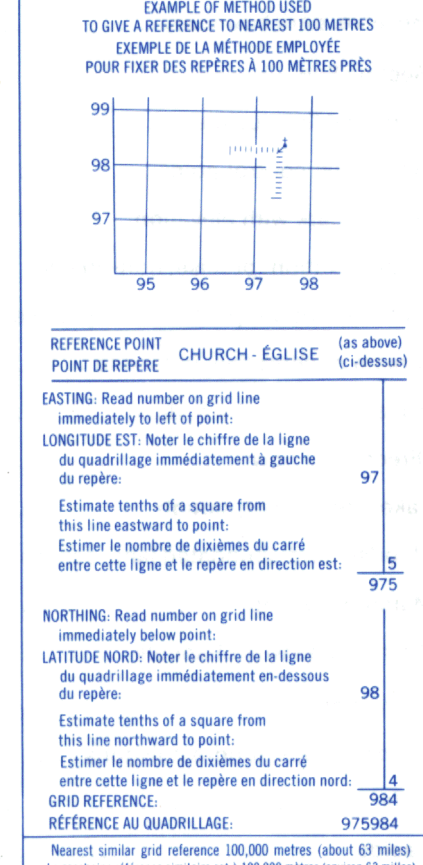 EXAMPLE OF METHOD USED
TO GIVE A REFERENCE TO NEAREST 100 METRES
EXEMPLE DE LA MÉTHODE EMPLOYÉE
POUR FIXER DES REPÈRES À 100 MÈTRES PRÈS
99
98
97
95 96 97 98
REFERENCE POINT
POINT DE REPÈRE
CHURCH - ÉGLISE
(as above)
(ci-dessus)
EASTING: Read number on grid line
immediately to left of point:
LONGITUDE EST: Noter le chiffre de la ligne
du quadrillage immédiatement à gauche
du repère: 97
Estimate tenths of a square from
this line eastward to point:
Estimer le nombre de dixièmes du carré
entre cette ligne et le repère en direction est: 5
975
NORTHING: Read number on grid line
immediately below point:
LATITUDE NORD: Noter le chiffre de la ligne
du quadrillage immédiatement en-dessous
du repère: 98
Estimate tenths of a square from
this line northward to point:
Estimer le nombre de dixièmes du carré
entre cette ligne et le repère en direction nord: 4
GRID REFERENCE: 984
RÉFÉRENCE AU QUADRILLAGE: 975984
Nearest similar grid reference 100,000 metres (about 63 miles)